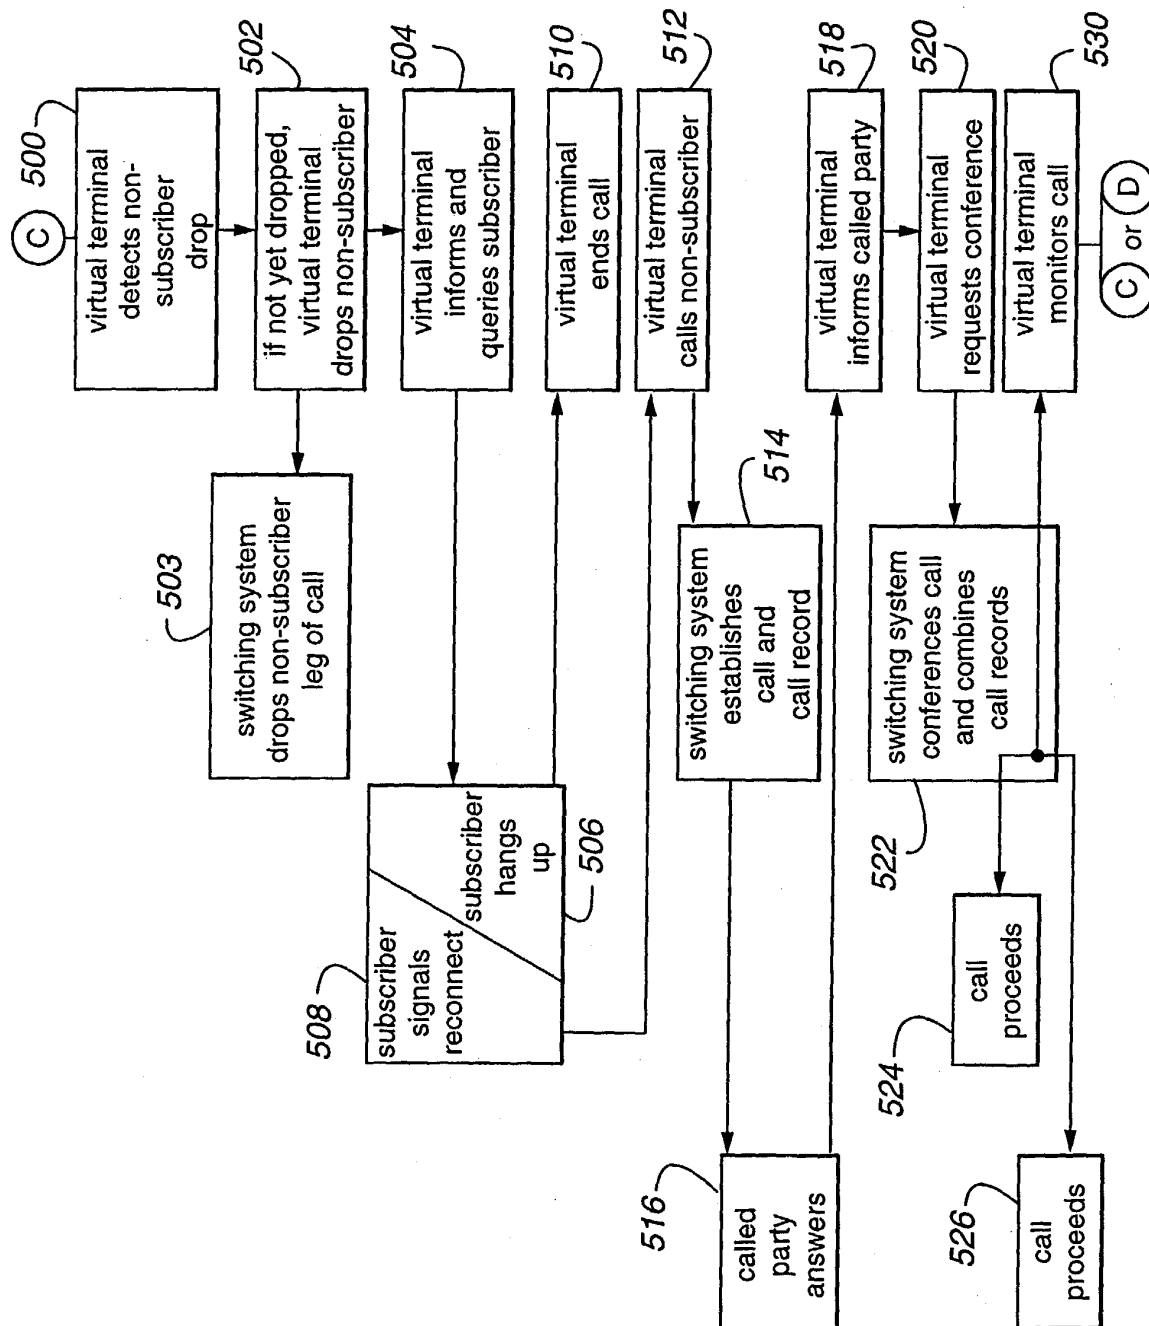 C
500
virtual terminal
detects non-
subscriber
drop
502
if not yet dropped,
virtual terminal
drops non-subscriber
503
switching system
drops non-subscriber
leg of call
504
virtual terminal
informs and
queries subscriber
508
subscriber
signals
reconnect
subscriber
hangs
up
506
510
virtual terminal
ends call
512
virtual terminal
calls non-subscriber
514
switching system
establishes
call and
call record
516
called
party
answers
518
virtual terminal
informs called party
520
virtual terminal
requests conference
switching system
conferences call
and combines
call records
522
524
call
proceeds
526
call
proceeds
530
virtual terminal
monitors call
C or D